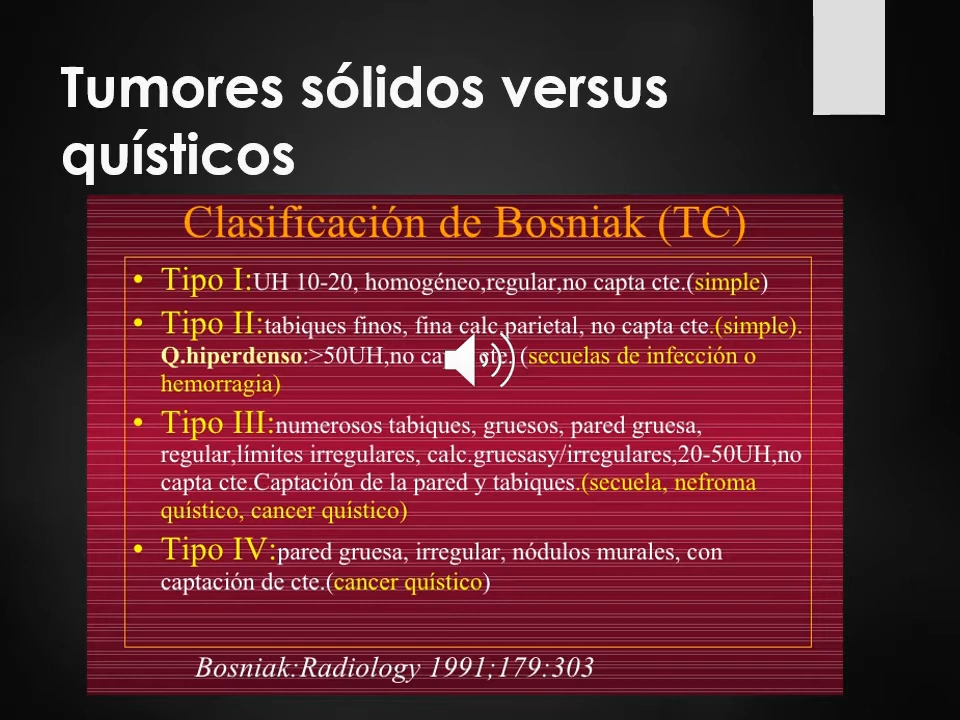 Tumores sólidos versus
quísticos
Clasificación de Bosniak (TC)
• Tipo I:UH 10-20, homogéneo,regular,no capta cte.(simple)
• Tipo II:tabiques finos, fina calc.parietal, no capta cte.(simple).
Q.hiperdenso:>50UH,no cte. (secuelas de infección o
hemorragia)
• Tipo III:numerosos tabiques, gruesos, pared gruesa,
regular,límites irregulares, calc.gruesasy/irregulares,20-50UH,no
capta cte.Captación de la pared y tabiques.(secuela, nefroma
quístico, cancer quístico)
• Tipo IV:pared gruesa, irregular, nódulos murales, con
captación de cte.(cancer quístico)
Bosniak:Radiology 1991;179:303